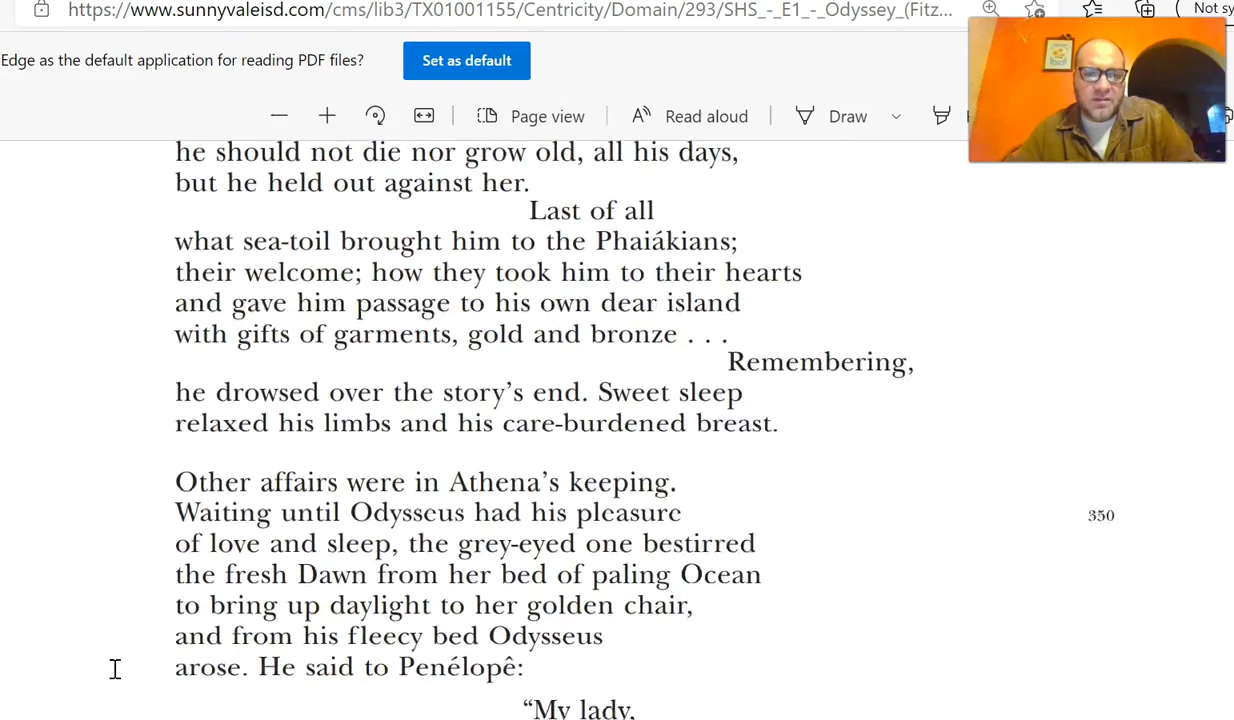 https://www.sunnyvaleisd.com/cms/lib3/TX01001155/Centricity/Domain/293/SHS_-_E1_-_Odyssey_(Fitz...
Not sy
Edge as the default application for reading PDF files?
Set as default
Page view
Read aloud
Draw
he should not die nor grow old, all his days,
but he held out against her.
Last of all
what sea-toil brought him to the Phaiákians;
their welcome; how they took him to their hearts
and gave him passage to his own dear island
with gifts of garments, gold and bronze . . .
Remembering,
he drowsed over the story's end. Sweet sleep
relaxed his limbs and his care-burdened breast.
Other affairs were in Athena's keeping.
Waiting until Odysseus had his pleasure
350
of love and sleep, the grey-eyed one bestirred
the fresh Dawn from her bed of paling Ocean
to bring up daylight to her golden chair,
and from his fleecy bed Odysseus
arose. He said to Penélopê:
“My lady,